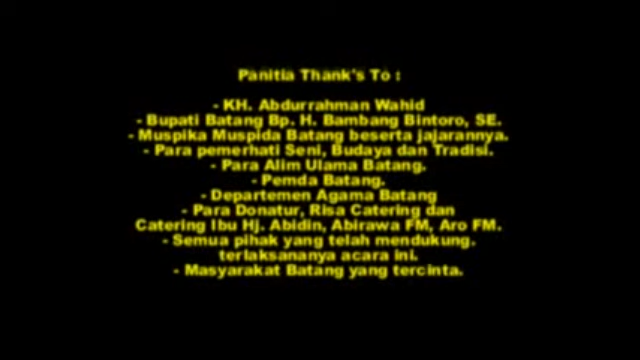 Panitia Thank's To :
- KH. Abdurrahman Wahid
- Bupati Batang Bp. H. Bambang Bintoro, SE.
- Muspika Muspida Batang beserta jajarannya.
- Para pemerhati Seni, Budaya dan Tradisi.
- Para Alim Ulama Batang.
- Pemda Batang.
- Departemen Agama Batang
- Para Donatur, Risa Catering dan
Catering Ibu Hj. Abidin, Abirawa FM, Aro FM.
- Semua pihak yang telah mendukung.
terlaksananya acara ini.
- Masyarakat Batang yang tercinta.